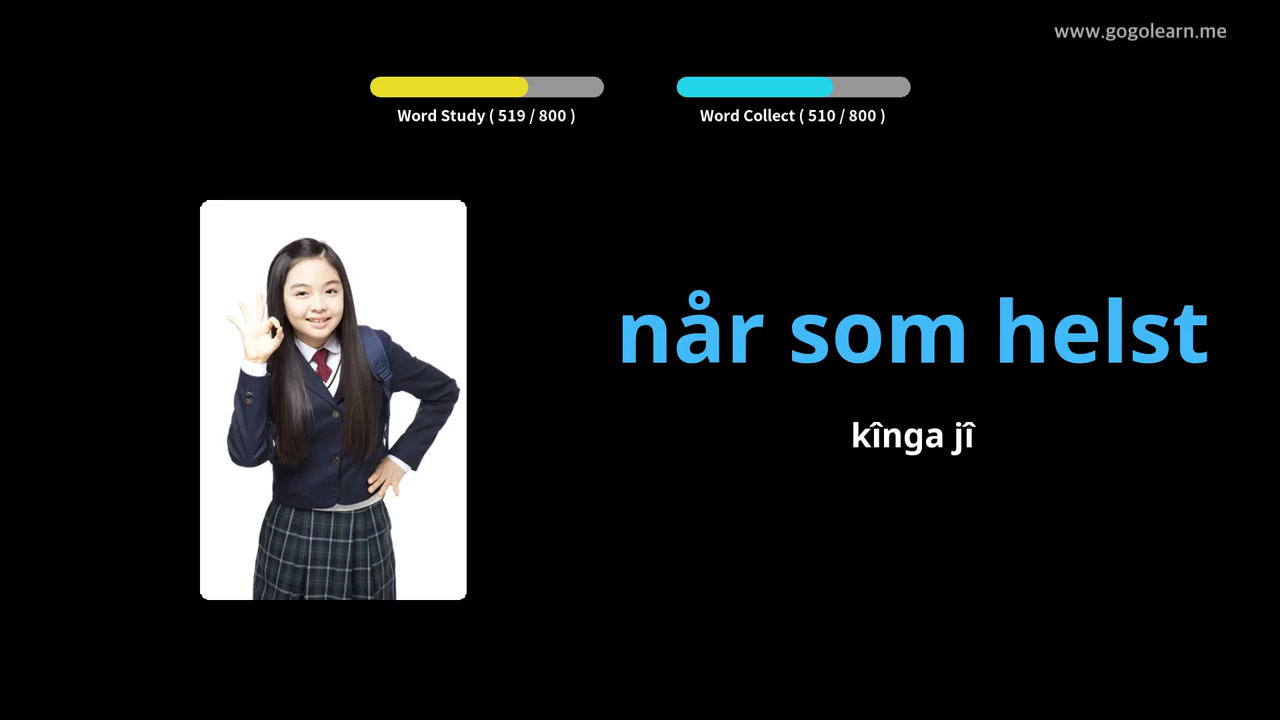 www.gogolearn.me
Word Study ( 519 / 800 )
Word Collect ( 510 / 800 )
når som helst
kînga jî